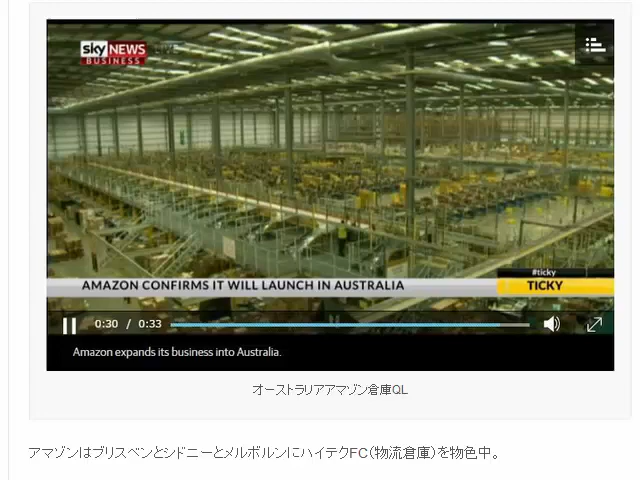 sky NEWS LIVE
BUSINESS
#ticky
AMAZON CONFIRMS IT WILL LAUNCH IN AUSTRALIA
TICKY
0:30 / 0:33
Amazon expands its business into Australia.
オーストラリアアマゾン倉庫QL
アマゾンはブリスベンとシドニーとメルボルンにハイテクFC（物流倉庫）を物色中。